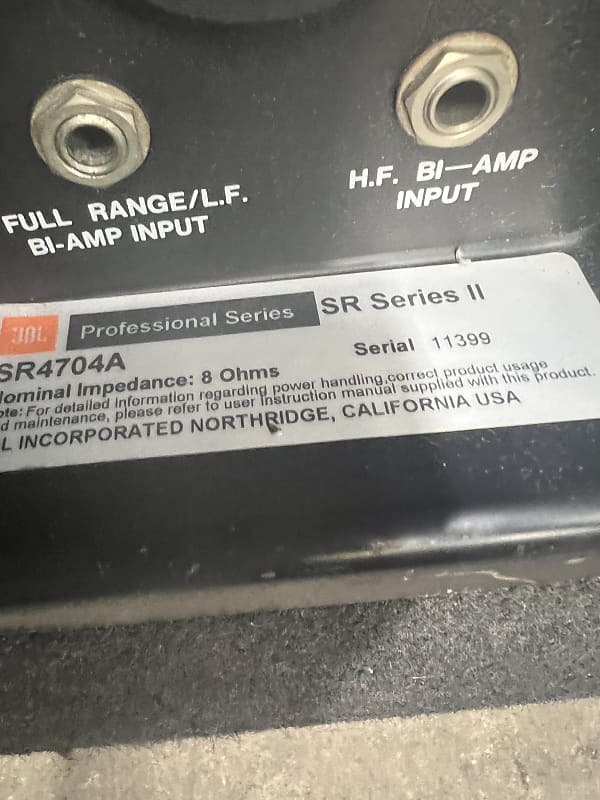 FULL RANGE/L.F.
BI-AMP INPUT
H.F. BI—AMP
INPUT
JBL
Professional Series
SR Series II
SR4704A
Serial 11399
ominal Impedance: 8 Ohms
ote: For detailed information regarding power handling,correct product usage
d maintenance, please refer to user instruction manual supplied with this product.
L INCORPORATED NORTHRIDGE, CALIFORNIA USA